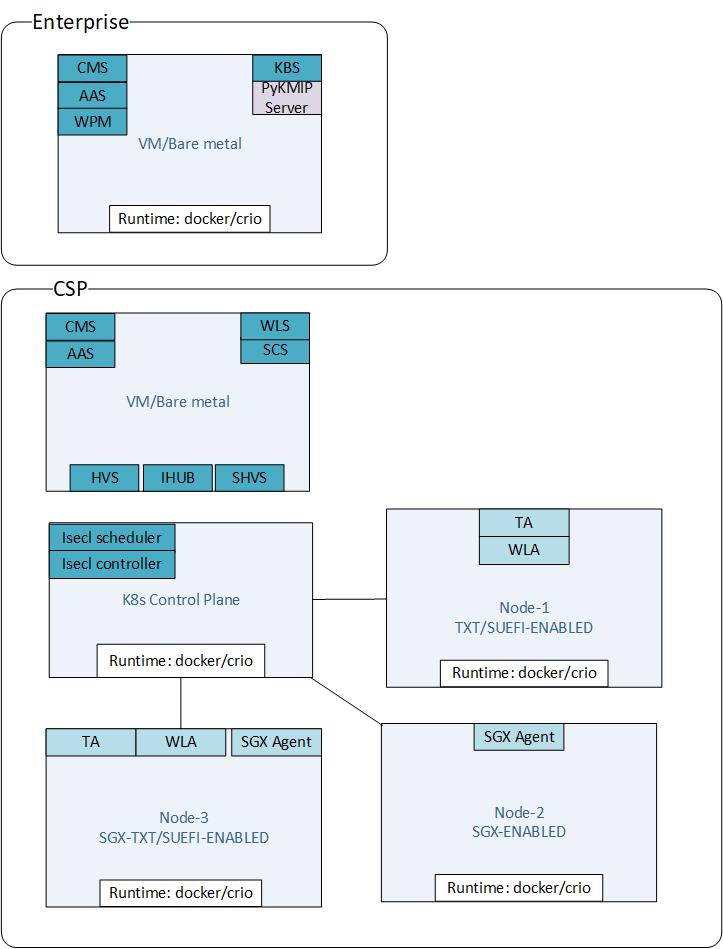 Enterprise
CMS
AAS
WPM
KBS
PyKMIP
Server
VM/Bare metal
Runtime: docker/crio
CSP
CMS
AAS
WLS
SCS
VM/Bare metal
HVS
IHUB
SHVS
Isecl scheduler
Isecl controller
K8s Control Plane
Runtime: docker/crio
TA
WLA
Node-1
TXT/SUEFI-ENABLED
Runtime: docker/crio
TA
WLA
SGX Agent
Node-3
SGX-TXT/SUEFI-ENABLED
Runtime: docker/crio
SGX Agent
Node-2
SGX-ENABLED
Runtime: docker/crio